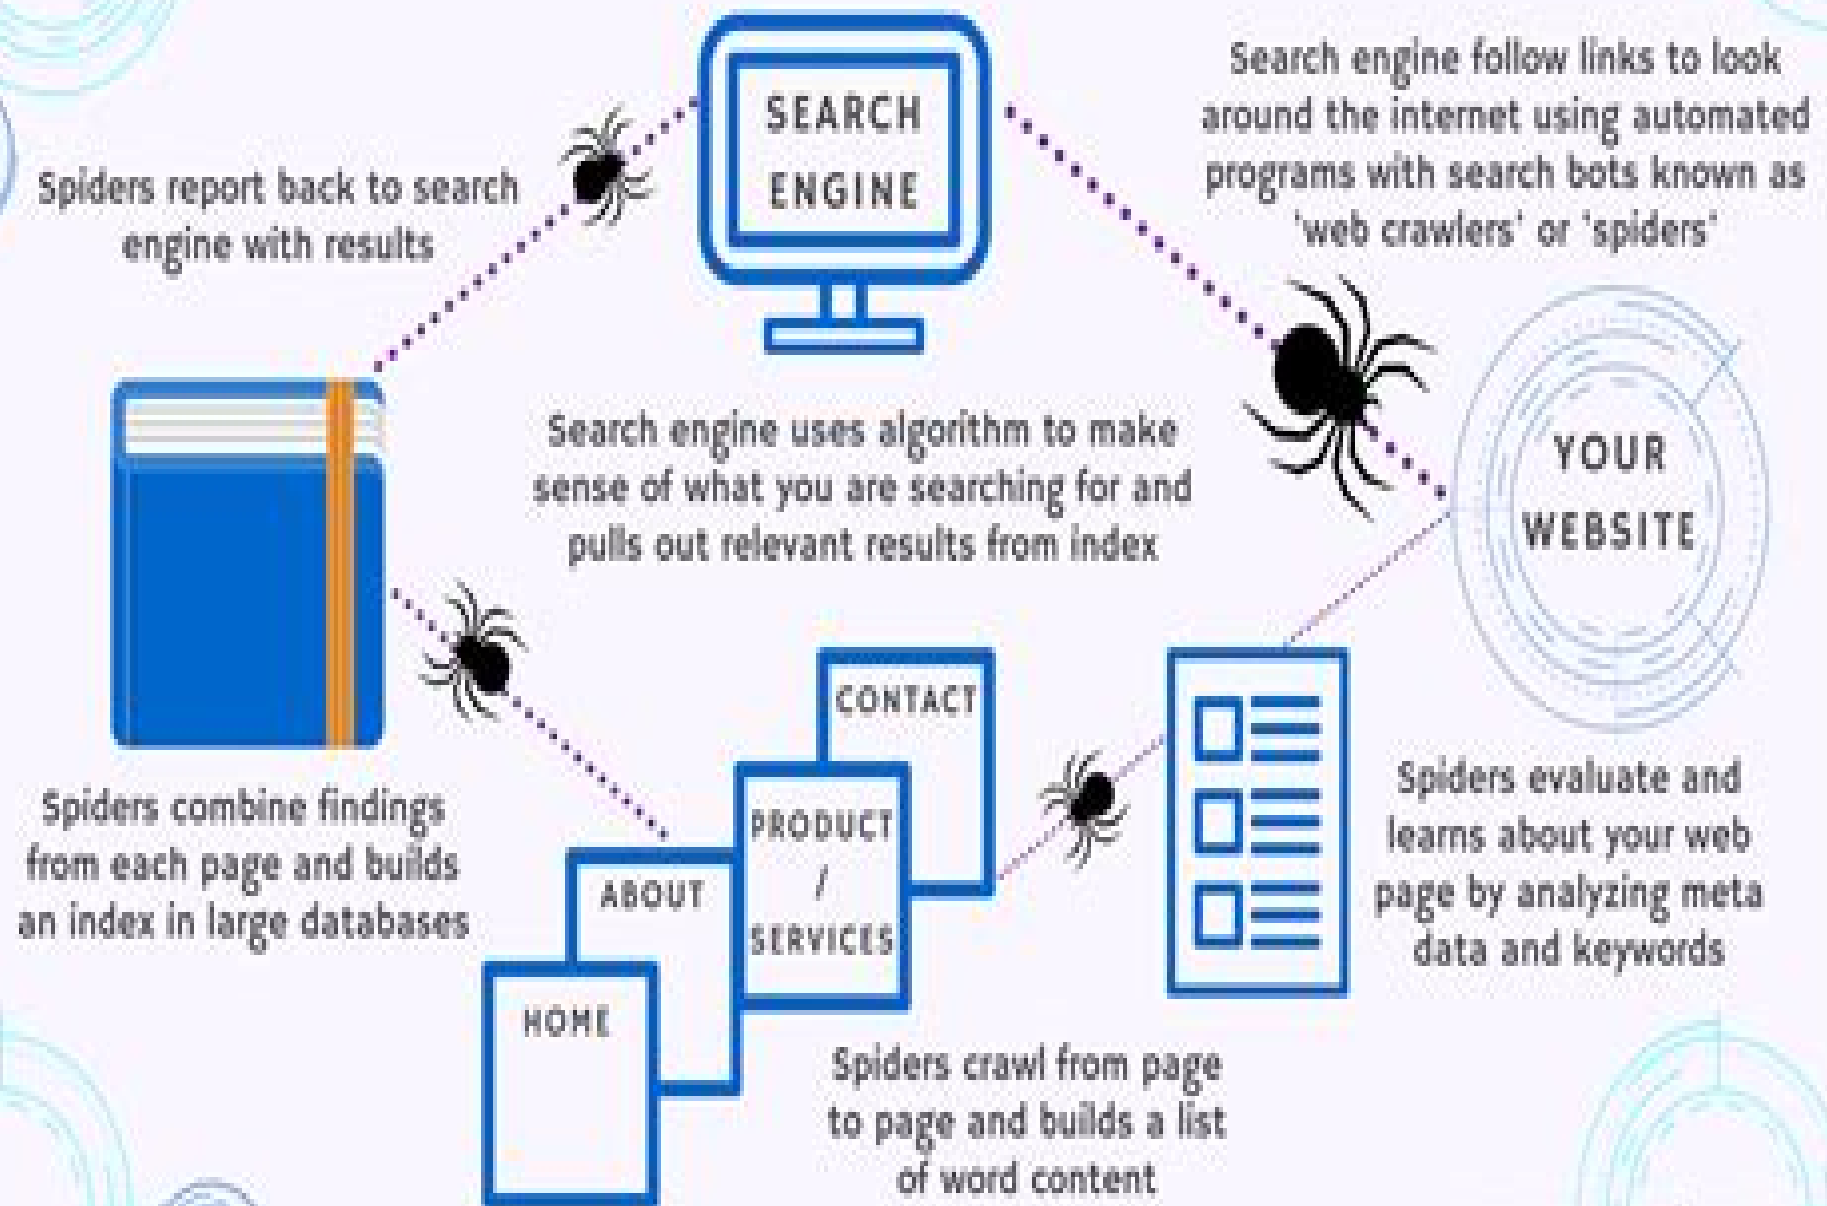 SEARCH
ENGINE
Search engine follow links to look
around the internet using automated
programs with search bots known as
'web crawlers' or 'spiders'
YOUR
WEBSITE
Spiders evaluate and
learns about your web
page by analyzing meta
data and keywords
CONTACT
PRODUCT
/
SERVICES
ABOUT
HOME
Spiders crawl from page
to page and builds a list
of word content
Spiders combine findings
from each page and builds
an index in large databases
Spiders report back to search
engine with results
Search engine uses algorithm to make
sense of what you are searching for and
pulls out relevant results from index